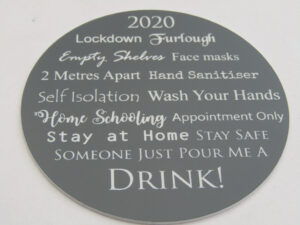 2020
Lockdown Furlough
Empty Shelves Face masks
2 Metres Apart Hand Sanitiser
Self Isolation Wash Your Hands
Home Schooling Appointment Only
Stay at Home STAY SAFE
SOMEONE JUST POUR ME A
DRINK!